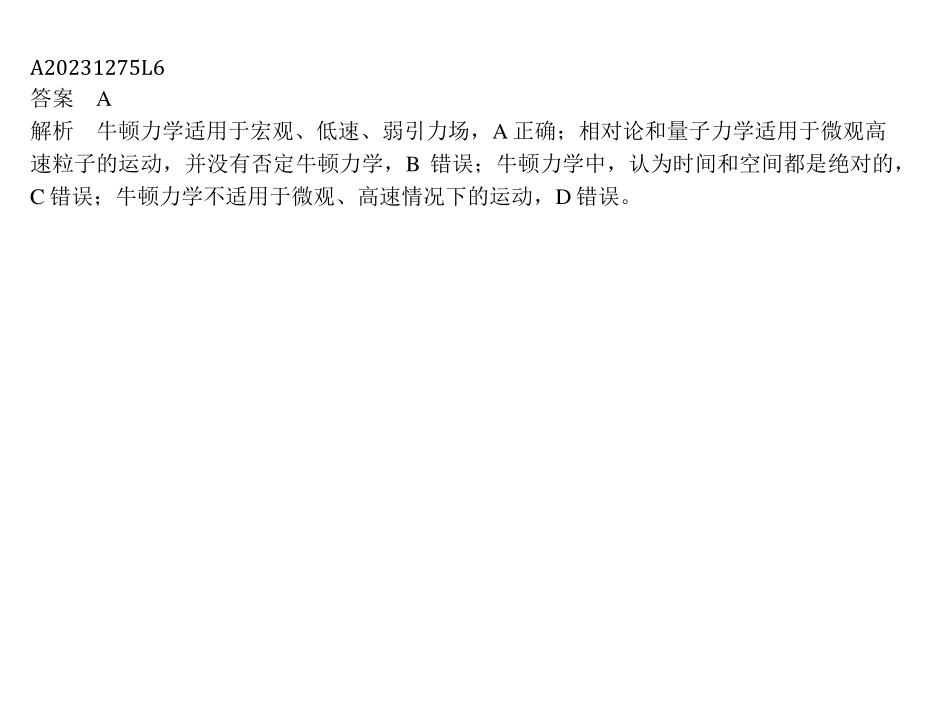 A20231275L6
答案 A
解析 牛顿力学适用于宏观、低速、弱引力场，A 正确；相对论和量子力学适用于微观高
速粒子的运动，并没有否定牛顿力学，B 错误；牛顿力学中，认为时间和空间都是绝对的，
C 错误；牛顿力学不适用于微观、高速情况下的运动，D 错误。